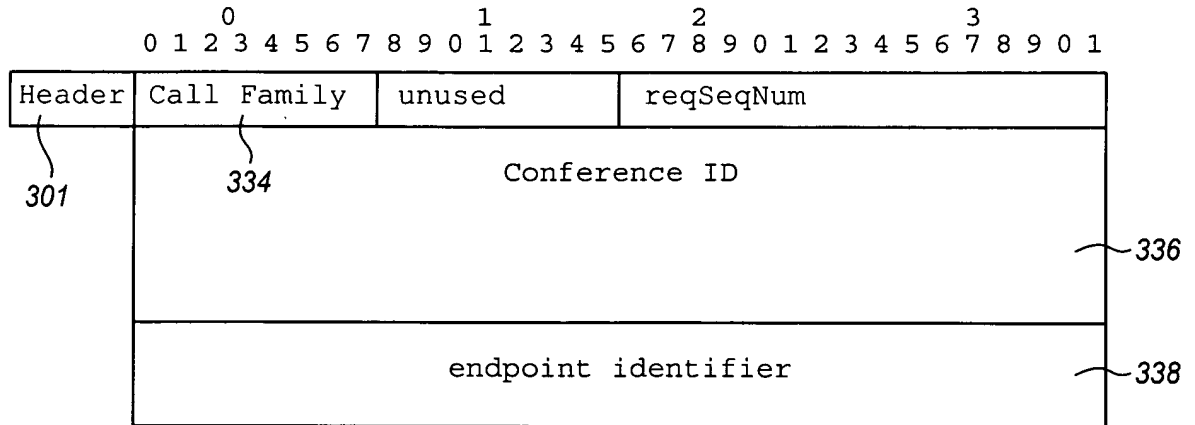 0 1 2 3
0 1 2 3 4 5 6 7 8 9 0 1 2 3 4 5 6 7 8 9 0 1 2 3 4 5 6 7 8 9 0 1
Header Call Family unused reqSeqNum
301 334 Conference ID
336
endpoint identifier 338